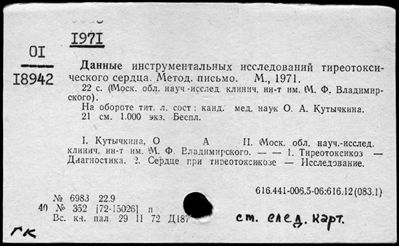 I97I
OI
I8942
Данные инструментальных исследований тиреотокси-
ческого сердца. Метод. письмо. М., 1971.
22 с. (Моск. обл. науч.-исслед. клинич. ин-т им. М. Ф. Владимир-
ского).
На обороте тит. л. сост: канд. мед. наук О. А. Кутычкина.
21 см. 1.000 экз. Беспл.
I. Кутычкина, О А II. Моск. обл. науч.-исслед.
клинич. ин-т им. М. Ф. Владимирского. — — 1. Тиреотоксикоз —
Диагностика. 2. Сердце при тиреотоксикозе — Исследование.
616.441-006.5-06:616.12(083.1)
№ 6983 22.9
40 № 352 [72-15026] п
Вс. кн. пал. 29 II 72 Д187
ст. след. карт.
гк